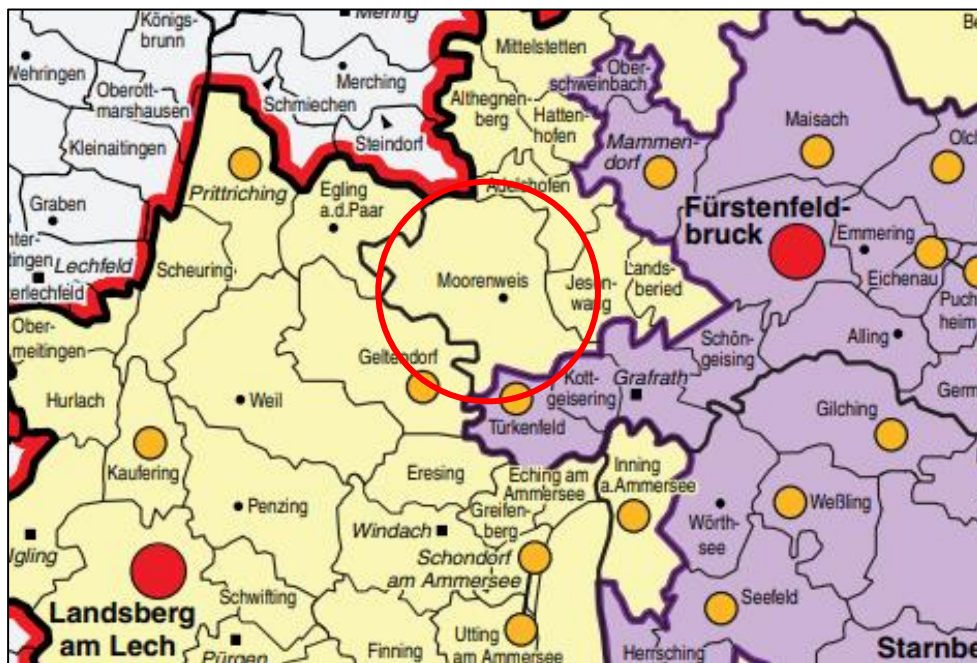 Königs-
brunn
Mering
Wehringen
Oberott-
marshausen
Merching
Schmiechen
Steindorf
Kleinaitingen
Graben
Lechfeld
Mittelstetten
Ober-
schweinbach
Althegnen-
berg
Hatten-
hofen
Mammen-
dorf
Maisach
Prittriching
Egling
a.d.Paar
Adelshofen
Fürstenfeld-
bruck
Emmering
Eichenau
Puch-
heim
Scheuring
Moorenweis
Jesen-
wang
Lands-
beried
Ober-
meitingen
Alling
Schön-
geising
Geltendorf
Hurlach
Weil
Kott-
geisering
Grafrath
Türkenfeld
Gilching
Germ
Kaufering
Eresing
Eching am
Ammersee
Inning
a.Ammersee
Penzing
Greifen-
berg
Weßling
Windach
Wörth-
see
Igling
Schondorf
am Ammersee
Landsberg
am Lech
Schwifting
Seefeld
Pürgen
Finning
Utting
am Ammersee
Herrsching
Starnb